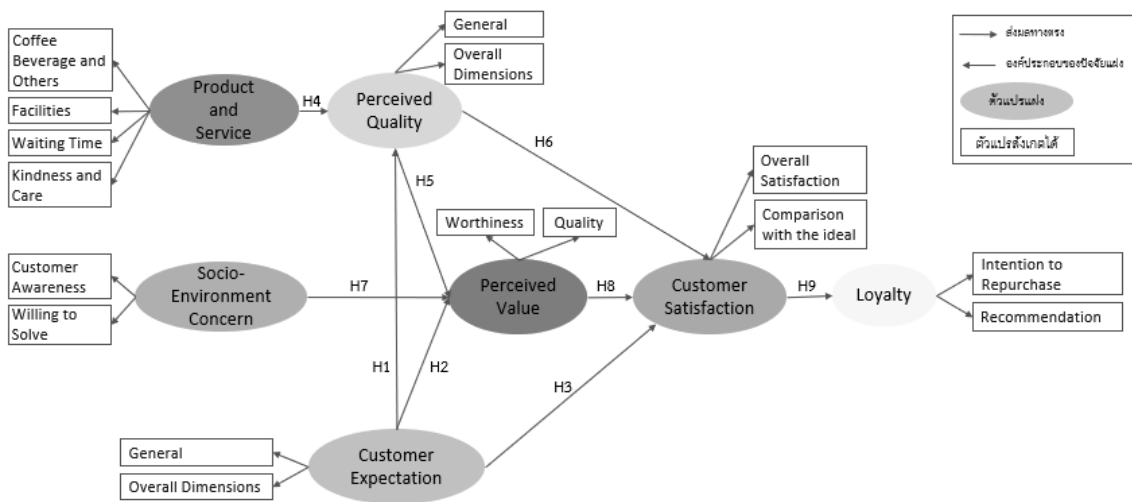 Coffee
Beverage and
Others
Facilities
Waiting Time
Kindness and
Care
Product
and
Service
H4
Perceived
Quality
General
Overall
Dimensions
H6
H5
Customer
Awareness
Willing to
Solve
Socio-
Environment
Concern
H7
Worthiness
Quality
Perceived
Value
H8
Overall
Satisfaction
Comparison
with the ideal
Customer
Satisfaction
H9
Loyalty
Intention to
Repurchase
Recommendation
H1
H2
H3
General
Overall Dimensions
Customer
Expectation
ส่งผลทางตรง
องค์ประกอบของปัจจัยแฝง
ตัวแปรแฝง
ตัวแปรสังเกตได้